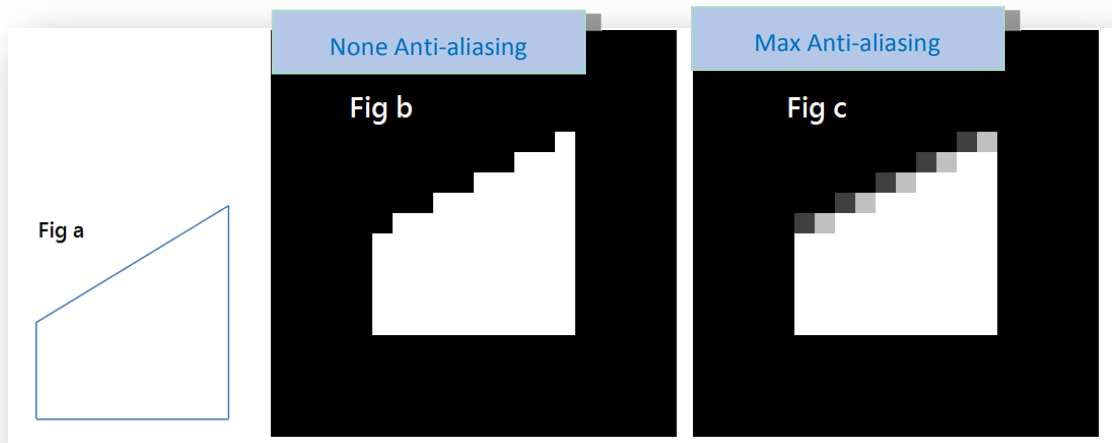 None Anti-aliasing
Max Anti-aliasing
Fig b
Fig c
Fig a